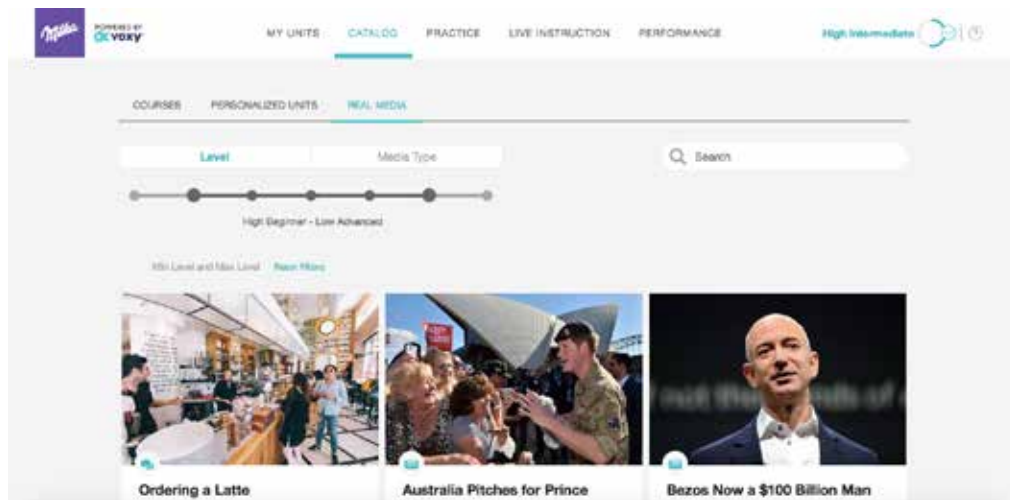 Milka
POWERED BY
voxy
MY UNITS CATALOG PRACTICE LIVE INSTRUCTION PERFORMANCE High Intermediate
COURSES PERSONALIZED UNITS REAL MEDIA
Level Media Type Search
High Beginner - Low Advanced
Min Level and Max Level Reset Filters
Ordering a Latte Australia Pitches for Prince Bezos Now a $100 Billion Man